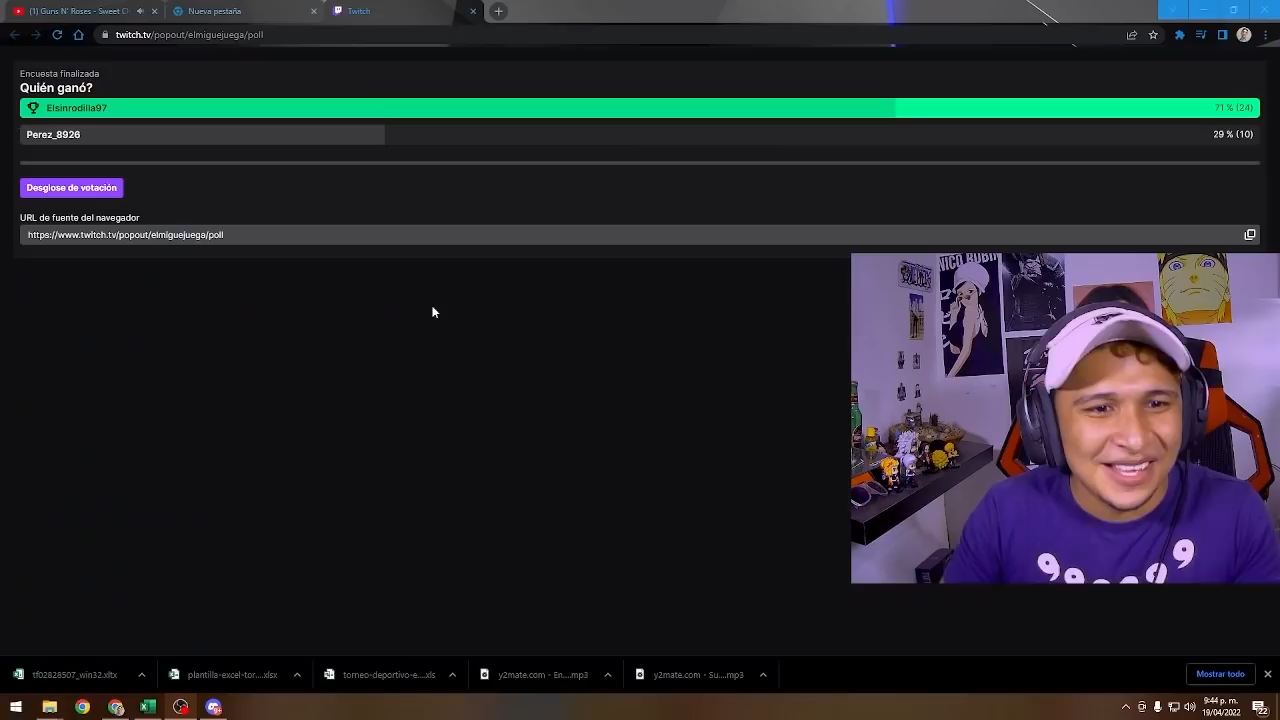 (1) Guns N' Roses - Sweet C
Nueva pestaña
Twitch
twitch.tv/popout/elmiguejuega/poll
Encuesta finalizada
Quién ganó?
Elsinrodilla97
71 % (24)
Perez_8926
29 % (10)
Desglose de votación
URL de fuente del navegador
https://www.twitch.tv/popout/elmiguejuega/poll
NICO ROBIN
tf02828507_win32.xltx
plantilla-excel-tor....xlsx
torneo-deportivo-e....xls
y2mate.com - En....mp3
y2mate.com - Su....mp3
Mostrar todo
9:44 p. m.
19/04/2022